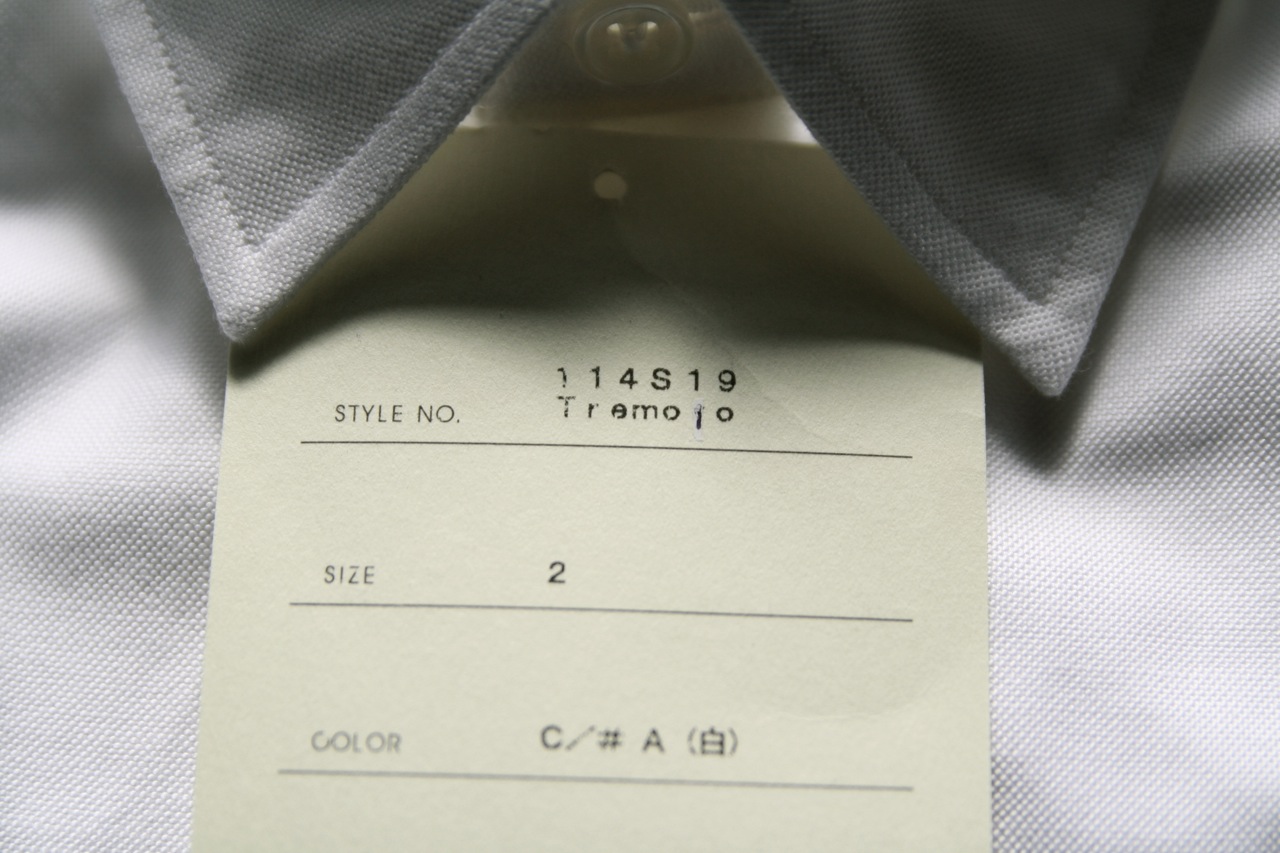 114S19
STYLE NO. Tremolo
SIZE 2
COLOR C/# A (白)